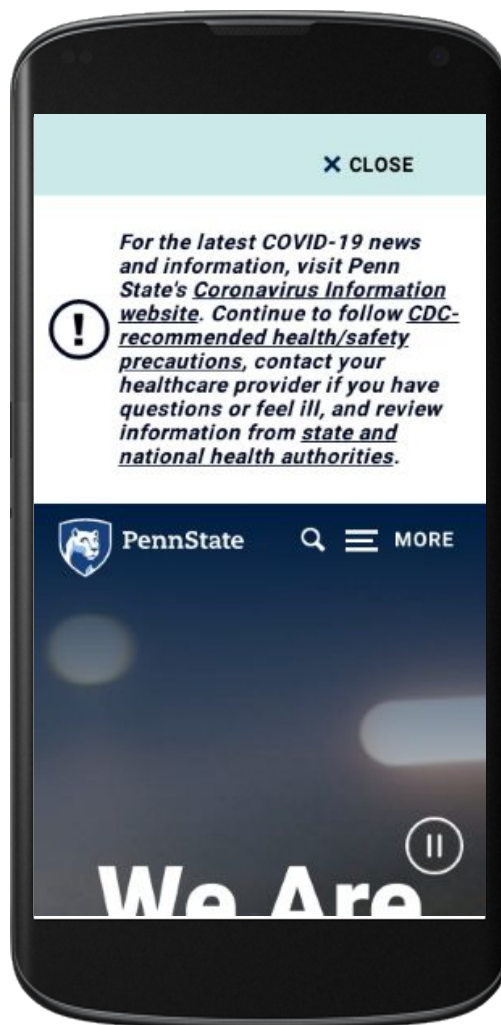 X CLOSE
For the latest COVID-19 news
and information, visit Penn
State's Coronavirus Information
website. Continue to follow CDC-
recommended health/safety
precautions, contact your
healthcare provider if you have
questions or feel ill, and review
information from state and
national health authorities.
PennState MORE
We Are